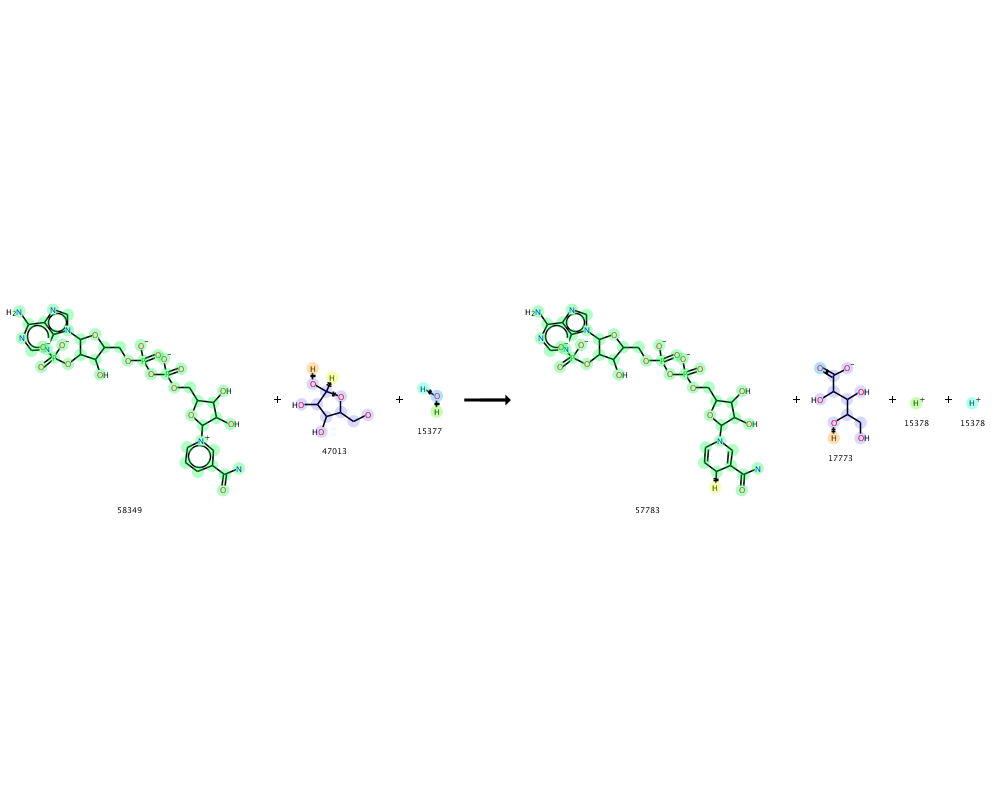 H₂N N N N N O O⁻ O⁻ P O O OH O P O⁻ O O P O⁻ O O OH OH O N⁺ N O
58349
+
H O H O HO HO O
47013
+
H O H
15377
H₂N N N N N O O⁻ O⁻ P O O OH O P O⁻ O O P O⁻ O O OH OH O N N O H
57783
+
O O⁻ HO OH O H OH
17773
+
H⁺
15378
+
H⁺
15378